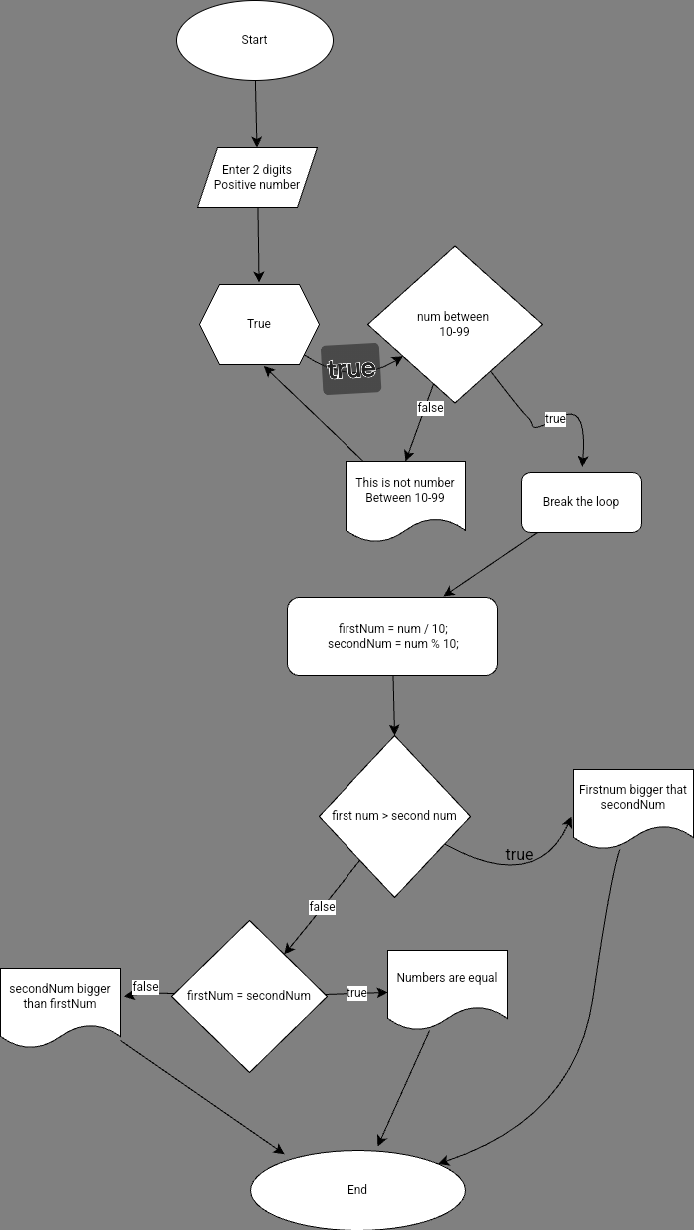 Start
Enter 2 digits
Positive number
True
true
num between
10-99
false
true
This is not number
Between 10-99
Break the loop
firstNum = num / 10;
secondNum = num % 10;
first num > second num
true
Firstnum bigger that
secondNum
false
firstNum = secondNum
false
secondNum bigger
than firstNum
true
Numbers are equal
End